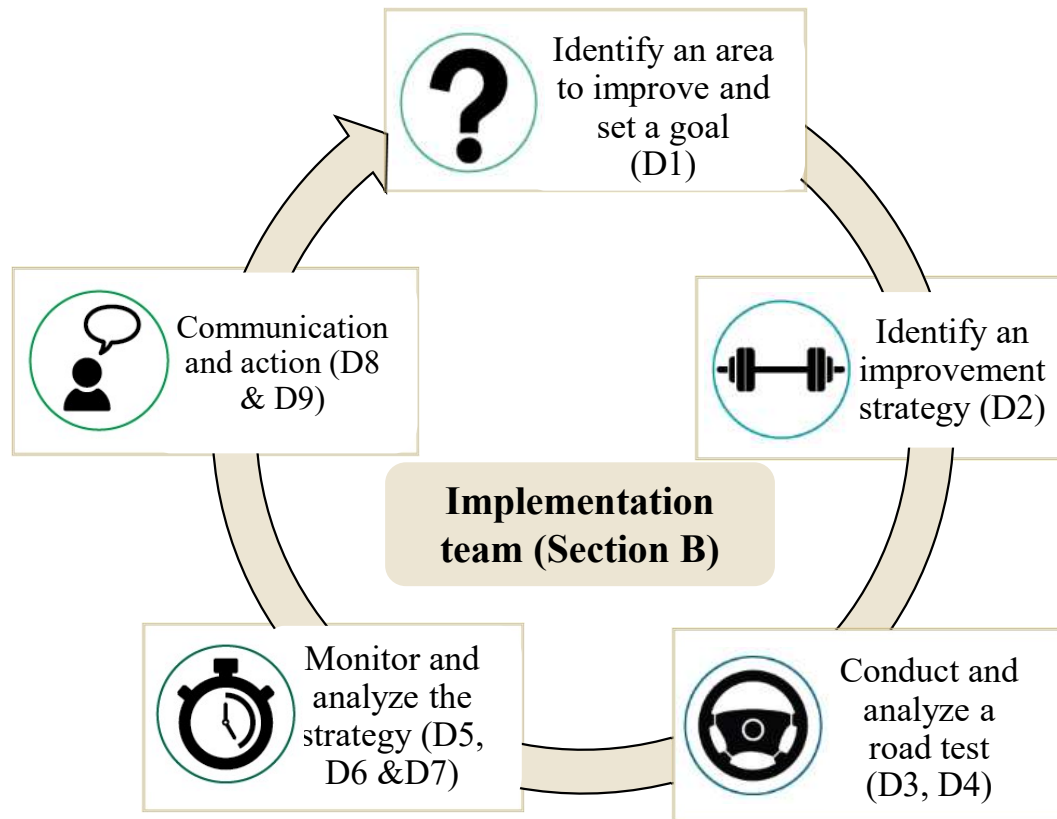 Identify an area
to improve and
set a goal
(D1)
Identify an
improvement
strategy (D2)
Conduct and
analyze a
road test
(D3, D4)
Monitor and
analyze the
strategy (D5,
D6 &D7)
Communication
and action (D8
& D9)
Implementation
team (Section B)